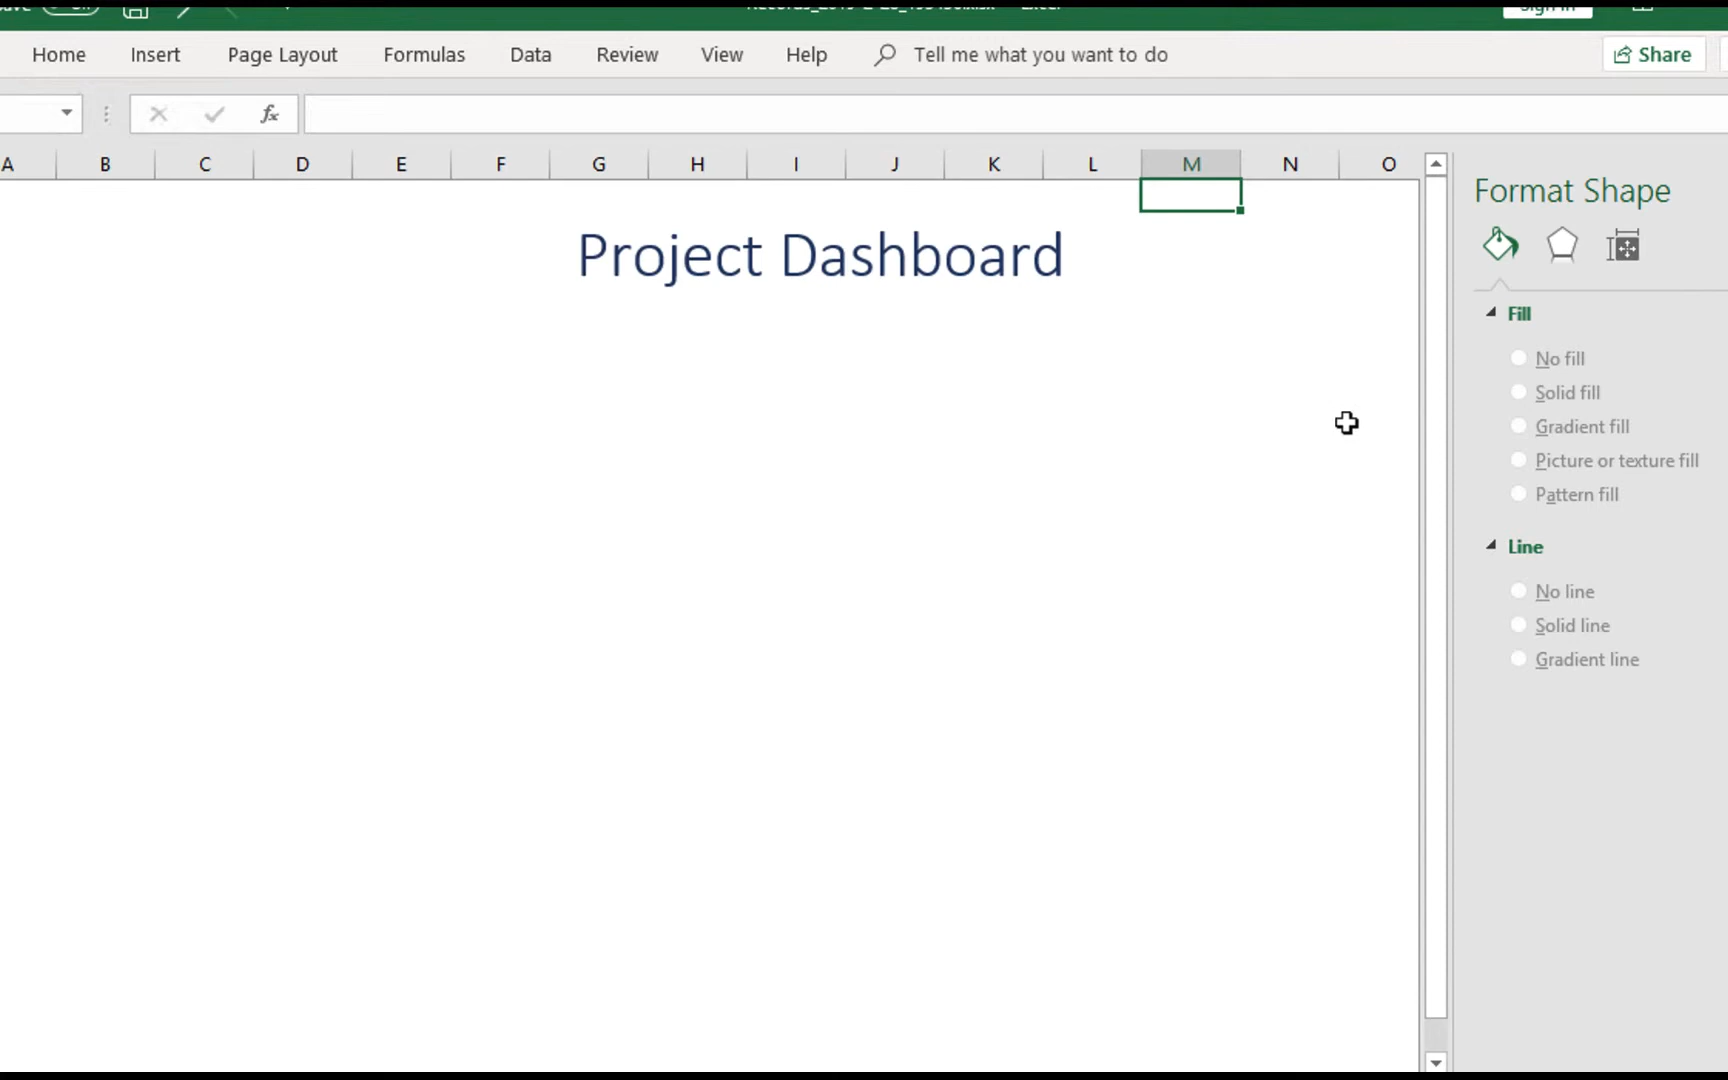 Home Insert Page Layout Formulas Data Review View Help Tell me what you want to do Share
fx
A B C D E F G H I J K L M N O
Format Shape
Project Dashboard
Fill
No fill
Solid fill
Gradient fill
Picture or texture fill
Pattern fill
Line
No line
Solid line
Gradient line